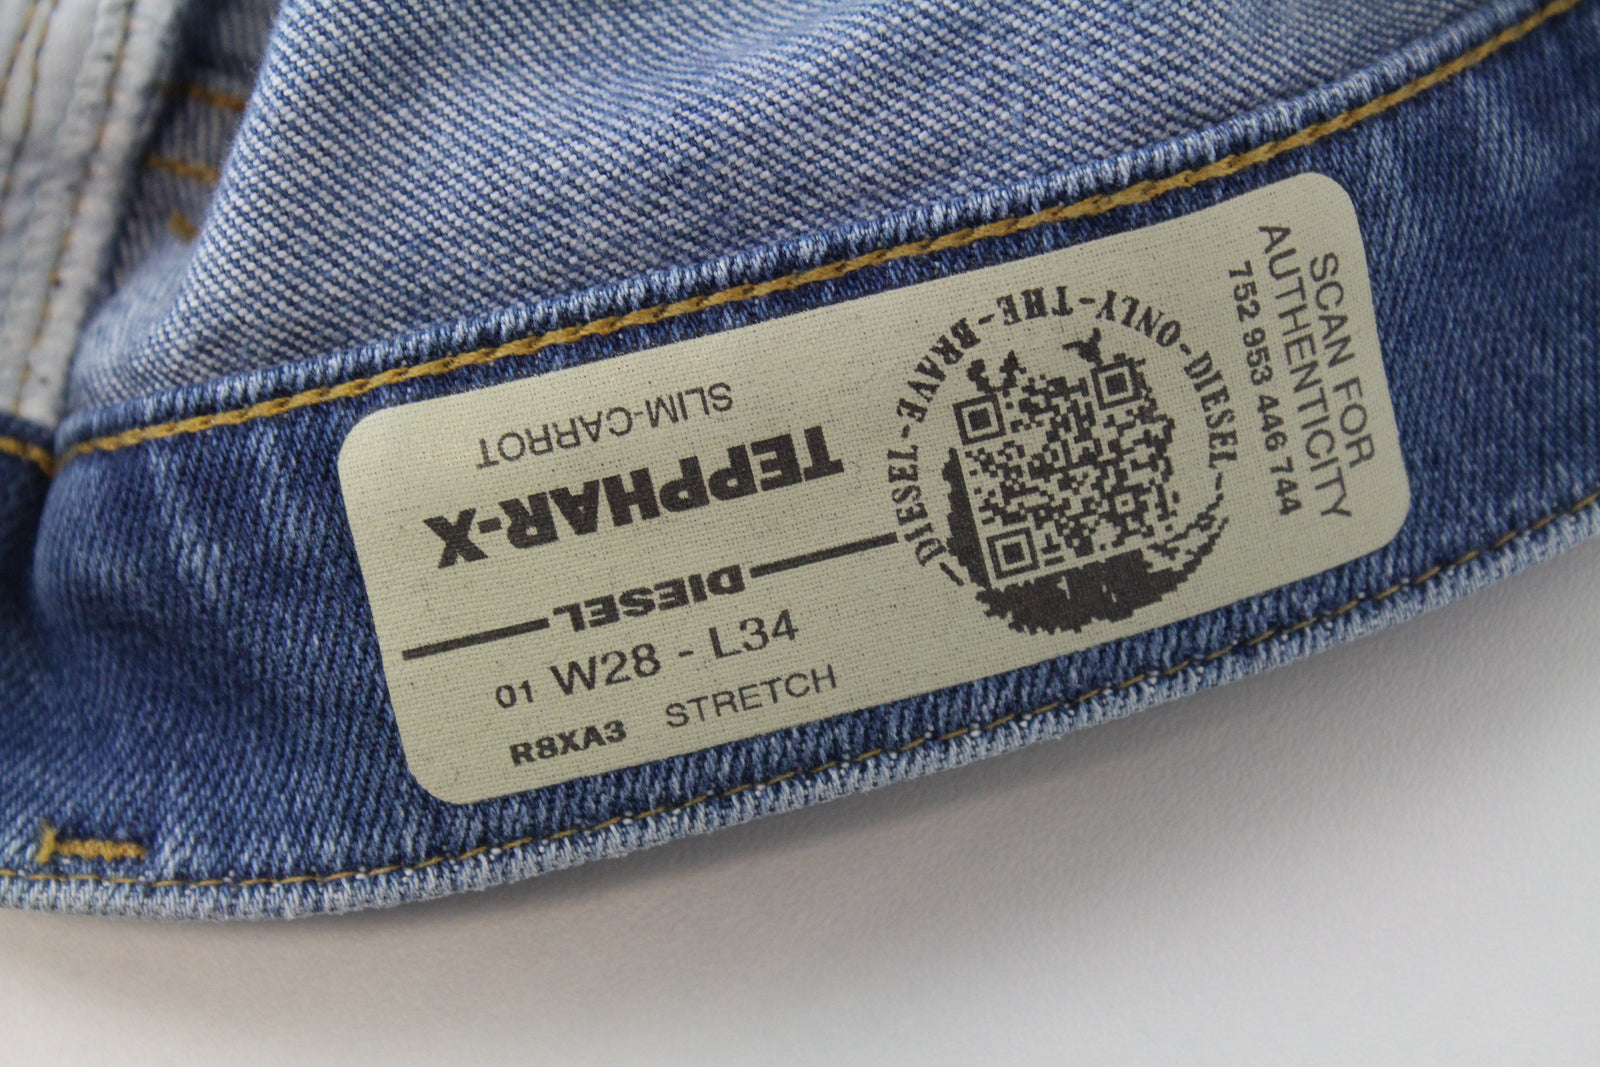 SLIM-CARROT
TEPPHAR-X
DIESEL
01 W28 - L34
R8XA3 STRETCH
DIESEL-ONLY-THE-BRAVE-DIESEL
SCAN FOR
AUTHENTICITY
752 953 446 744